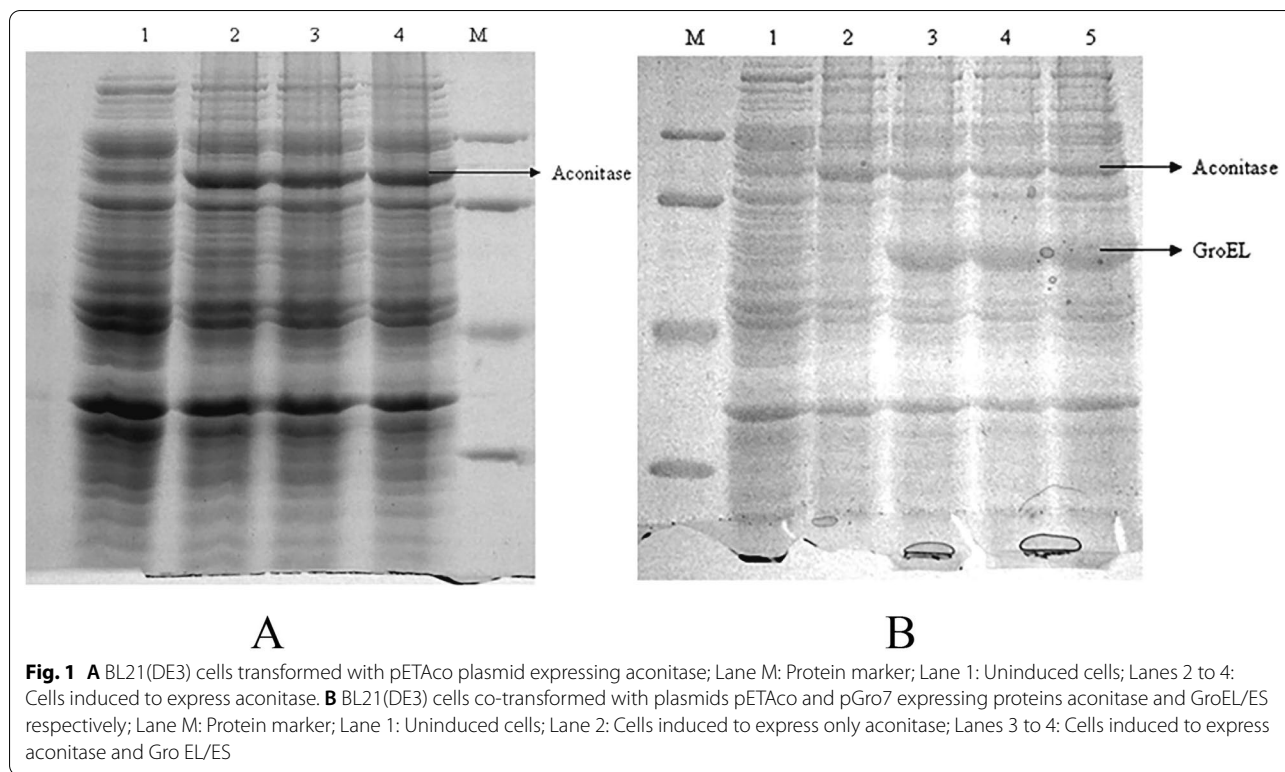 1 2 3 4 M
Aconitase
A
M 1 2 3 4 5
Aconitase
GroEL
B
Fig. 1 A BL21(DE3) cells transformed with pETAco plasmid expressing aconitase; Lane M: Protein marker; Lane 1: Uninduced cells; Lanes 2 to 4:
Cells induced to express aconitase. B BL21(DE3) cells co-transformed with plasmids pETAco and pGro7 expressing proteins aconitase and GroEL/ES
respectively; Lane M: Protein marker; Lane 1: Uninduced cells; Lane 2: Cells induced to express only aconitase; Lanes 3 to 4: Cells induced to express
aconitase and Gro EL/ES